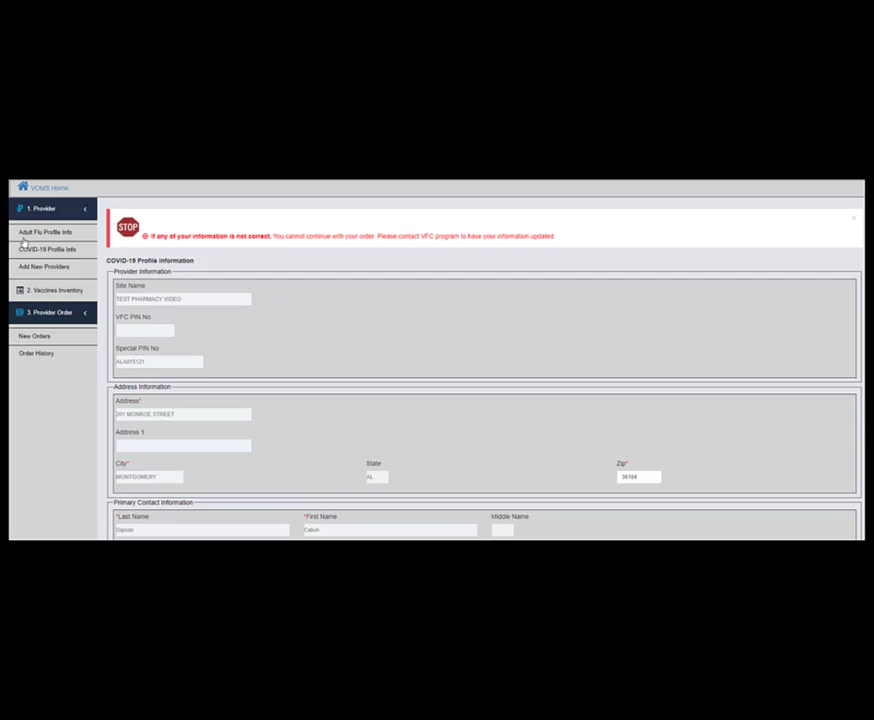 VOMS Home
1. Provider
Adult Flu Profile Info
COVID-19 Profile Info
Add New Providers
2. Vaccines Inventory
3. Provider Order
New Orders
Order History
STOP
If any of your information is not correct. You cannot continue with your order. Please contact VFC program to have your information updated.
COVID-19 Profile Information
Provider Information
Site Name
TEST PHARMACY VIDEO
VFC PIN No
Special PIN No
ALA015121
Address Information
Address*
201 MONROE STREET
Address 1
City* State Zip*
MONTGOMERY AL 36104
Primary Contact Information
*Last Name *First Name Middle Name
Calvin